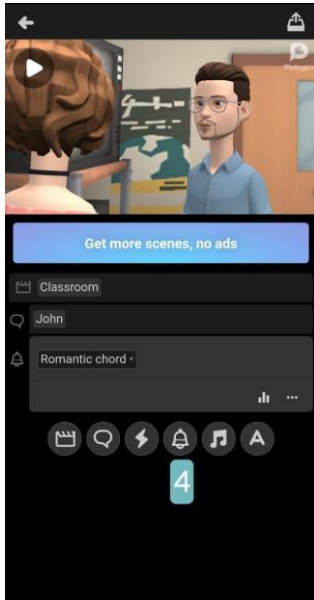 Plotagon
Get more scenes, no ads
Classroom
John
Romantic chord
A
4